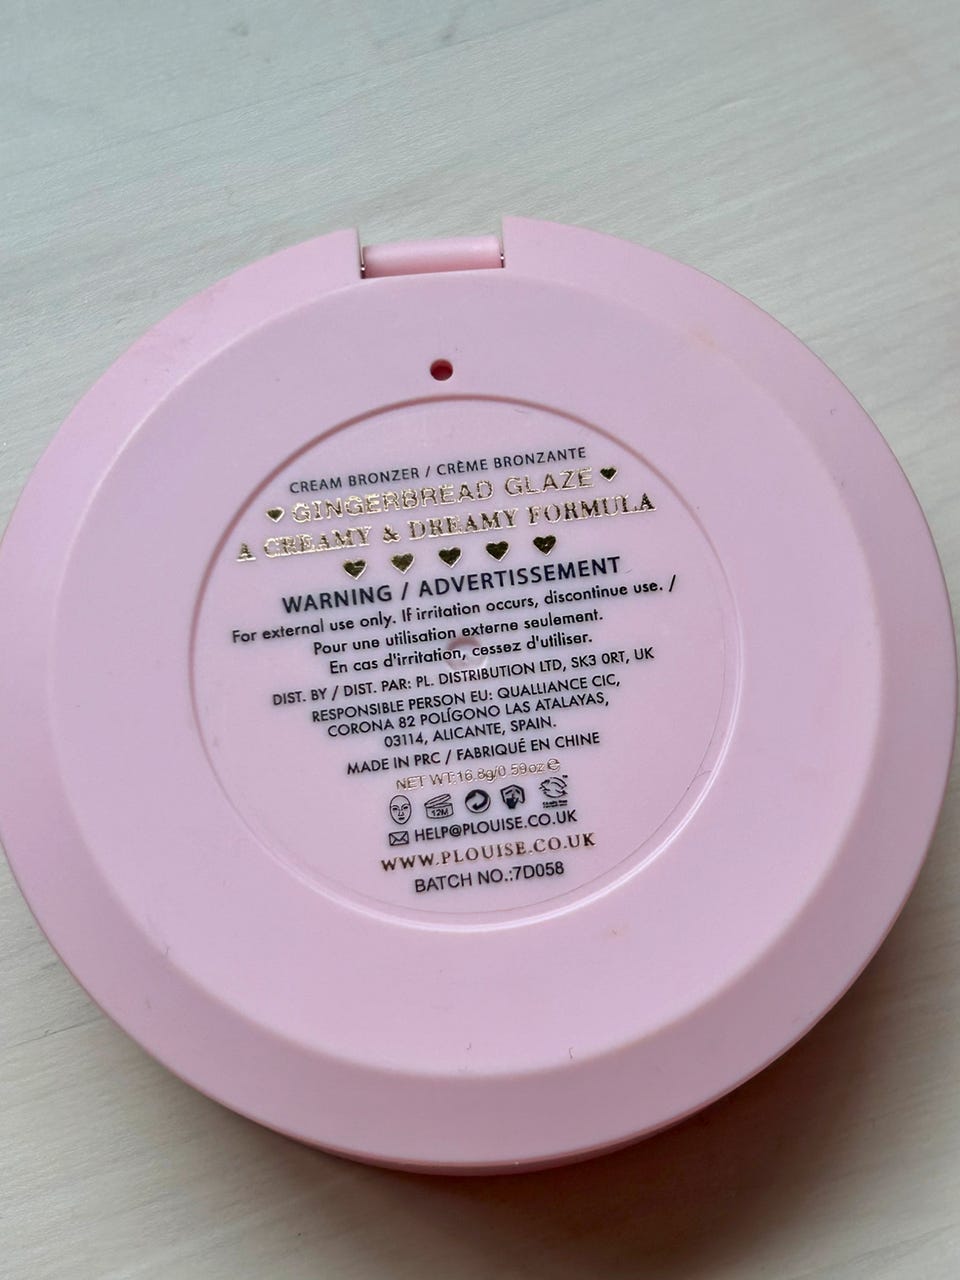 CREAM BRONZER / CRÈME BRONZANTE
GINGERBREAD GLAZE
A CREAMY & DREAMY FORMULA
WARNING / ADVERTISSEMENT
For external use only. If irritation occurs, discontinue use. /
Pour une utilisation externe seulement.
En cas d'irritation, cessez d'utiliser.
DIST. BY / DIST. PAR: PL. DISTRIBUTION LTD, SK3 0RT, UK
RESPONSIBLE PERSON EU: QUALLIANCE CIC,
CORONA 82 POLÍGONO LAS ATALAYAS,
03114, ALICANTE, SPAIN.
MADE IN PRC / FABRIQUÉ EN CHINE
NET WT:16.8g/0.59oz e
12M
HELP@PLOUISE.CO.UK
WWW.PLOUISE.CO.UK
BATCH NO.:7D058